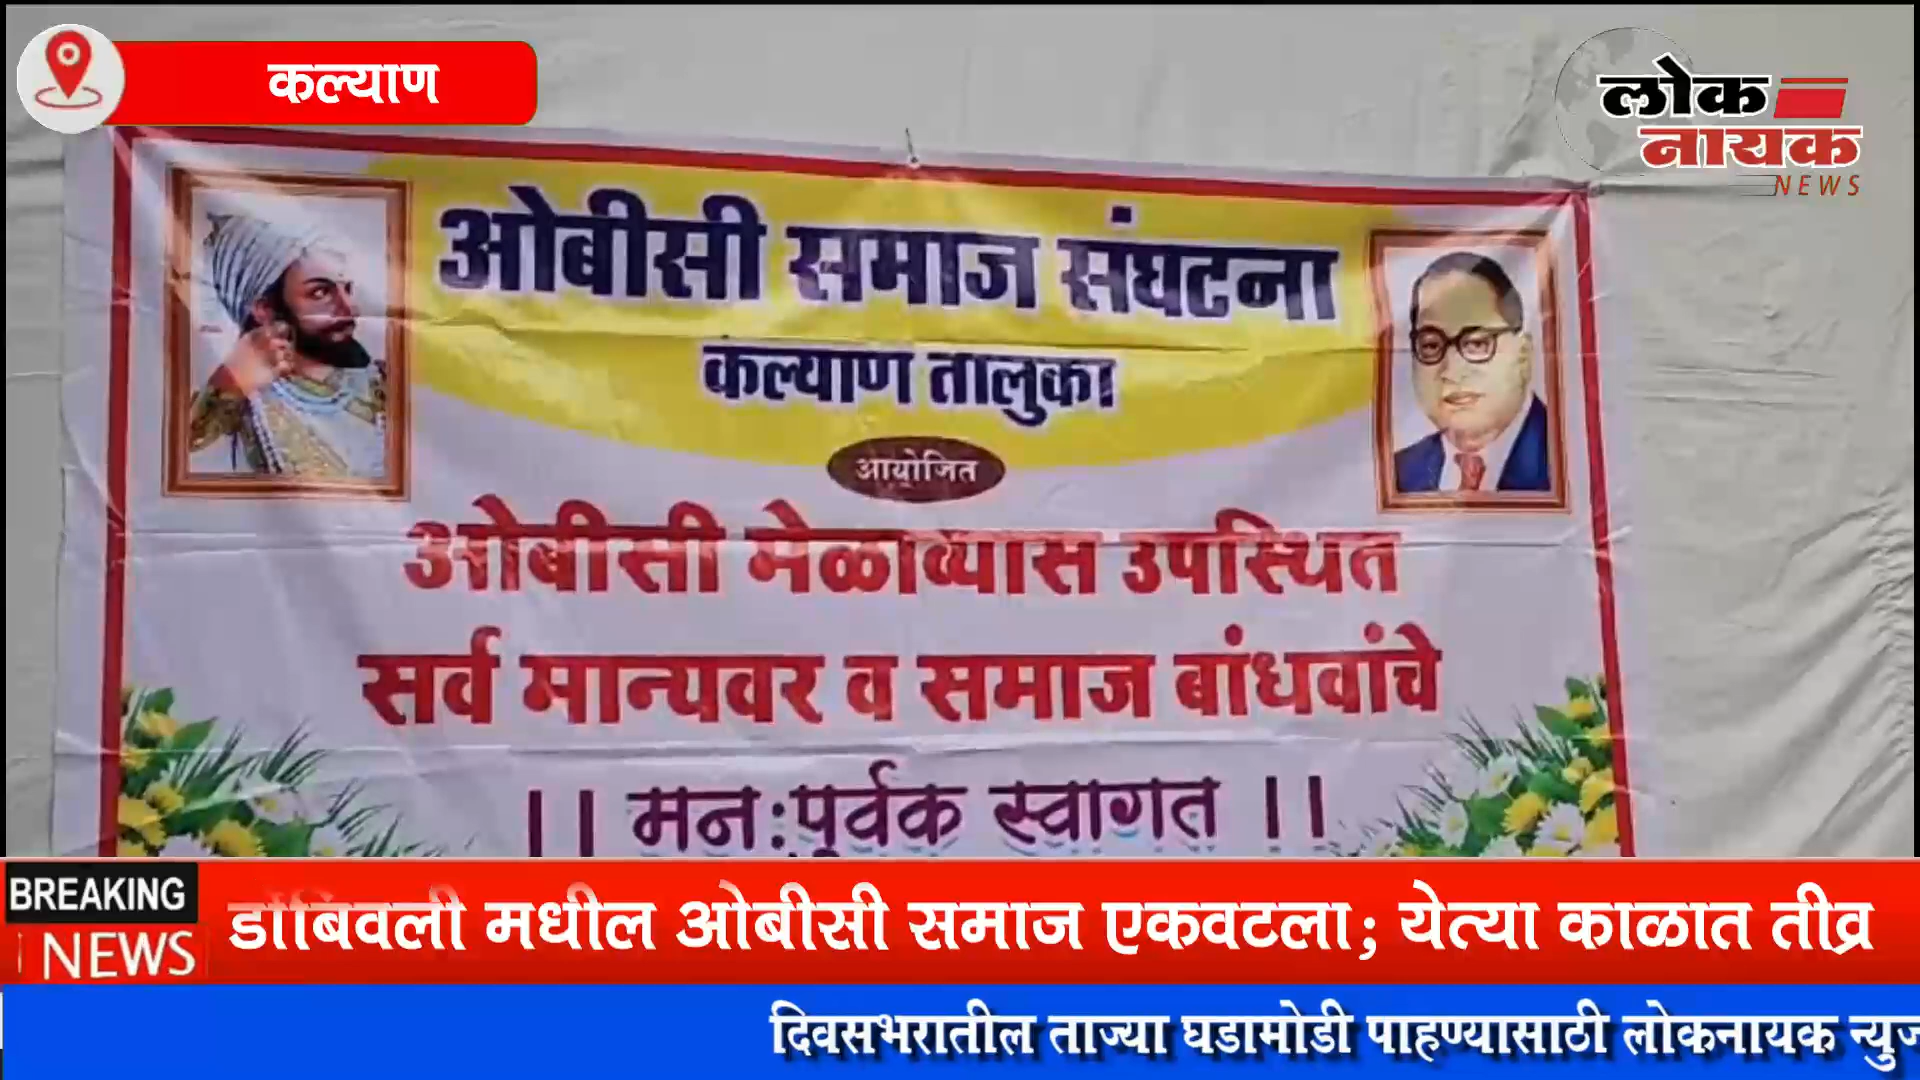 कल्याण
लोक
नायक
NEWS
ओबीसी समाज संघटना
कल्याण तालुका
आयोजित
ओबीसी मेळाव्यास उपस्थित
सर्व मान्यवर व समाज बांधवांचे
|| मन:पूर्वक स्वागत ||
BREAKING
NEWS
डोंबिवली मधील ओबीसी समाज एकवटला; येत्या काळात तीव्र
दिवसभरातील ताज्या घडामोडी पाहण्यासाठी लोकनायक न्युज